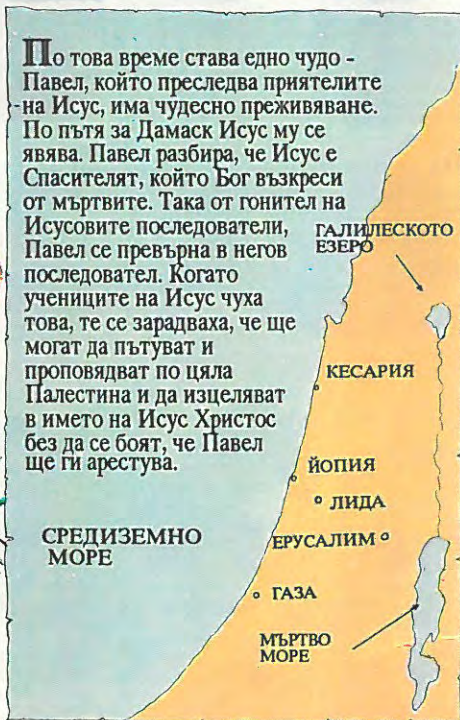 По това време става едно чудо -
Павел, който преследва приятелите
на Исус, има чудесно преживяване.
По пътя за Дамаск Исус му се
явява. Павел разбира, че Исус е
Спасителят, който Бог възкреси
от мъртвите. Така от гонител на
Исусовите последователи,
Павел се превърна в негов
последовател. Когато
учениците на Исус чуха
това, те се зарадваха, че ще
могат да пътуват и
проповядват по цяла
Палестина и да изцеляват
в името на Исус Христос
без да се боят, че Павел
ще ги арестува.
ГАЛИЛЕСКОТО
ЕЗЕРО
КЕСАРИЯ
ЙОПИЯ
ЛИДА
ЕРУСАЛИМ
СРЕДИЗЕМНО
МОРЕ
ГАЗА
МЪРТВО
МОРЕ